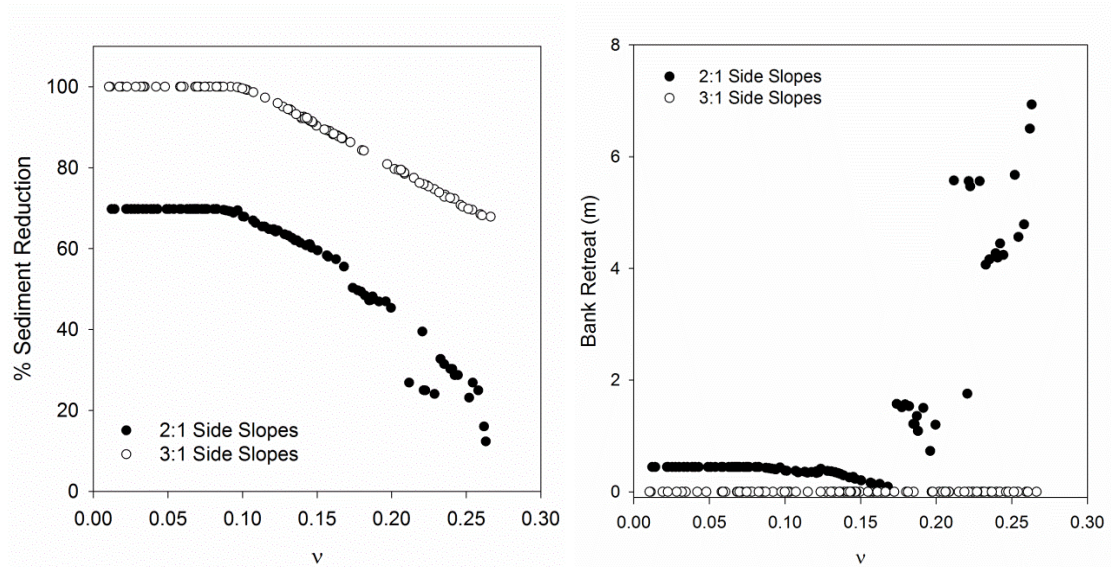 % Sediment Reduction
100
80
60
40
20
0
2:1 Side Slopes
3:1 Side Slopes
0.00 0.05 0.10 0.15 0.20 0.25 0.30
ν
Bank Retreat (m)
8
6
4
2
0
2:1 Side Slopes
3:1 Side Slopes
0.00 0.05 0.10 0.15 0.20 0.25 0.30
ν